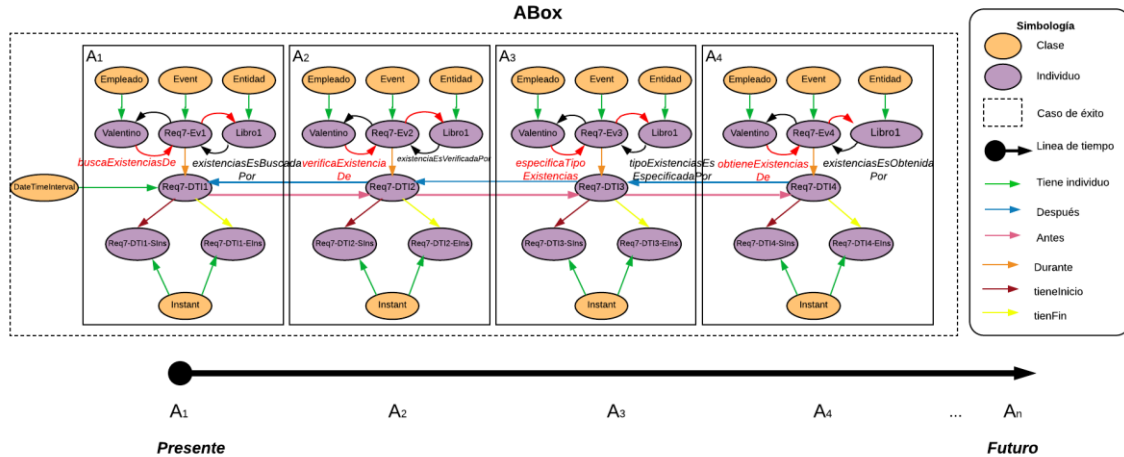 ABox
A1
Empleado
Event
Entidad
Valentino
Req7-Ev1
Libro1
buscaExistenciasDe
existenciasEsBuscada
Por
DateTimeInterval
Req7-DTI1
Req7-DTI1-SIns
Req7-DTI1-EIns
Instant
A2
Empleado
Event
Entidad
Valentino
Req7-Ev2
Libro1
verificaExistencia
De
existenciaEsVerificadaPor
Req7-DTI2
Req7-DTI2-SIns
Req7-DTI2-EIns
Instant
A3
Empleado
Event
Entidad
Valentino
Req7-Ev3
Libro1
especificaTipo
Existencias
tipoExistenciasEs
EspecificadaPor
Req7-DTI3
Req7-DTI3-SIns
Req7-DTI3-EIns
Instant
A4
Empleado
Event
Entidad
Valentino
Req7-Ev4
Libro1
obtieneExistencias
De
existenciasEsObtenida
Por
Req7-DTI4
Req7-DTI4-SIns
Req7-DTI4-EIns
Instant
Simbología
Clase
Individuo
Caso de éxito
Linea de tiempo
Tiene individuo
Después
Antes
Durante
tieneInicio
tienFin
A1
A2
A3
A4
...
An
Presente
Futuro